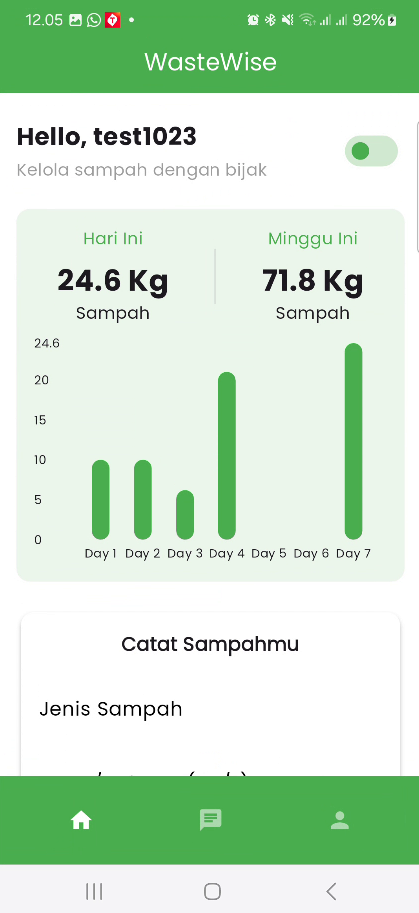 12.05 92%
WasteWise
Hello, test1023
Kelola sampah dengan bijak
Hari Ini Minggu Ini
24.6 Kg 71.8 Kg
Sampah Sampah
24.6
20
15
10
5
0
Day 1 Day 2 Day 3 Day 4 Day 5 Day 6 Day 7
Catat Sampahmu
Jenis Sampah